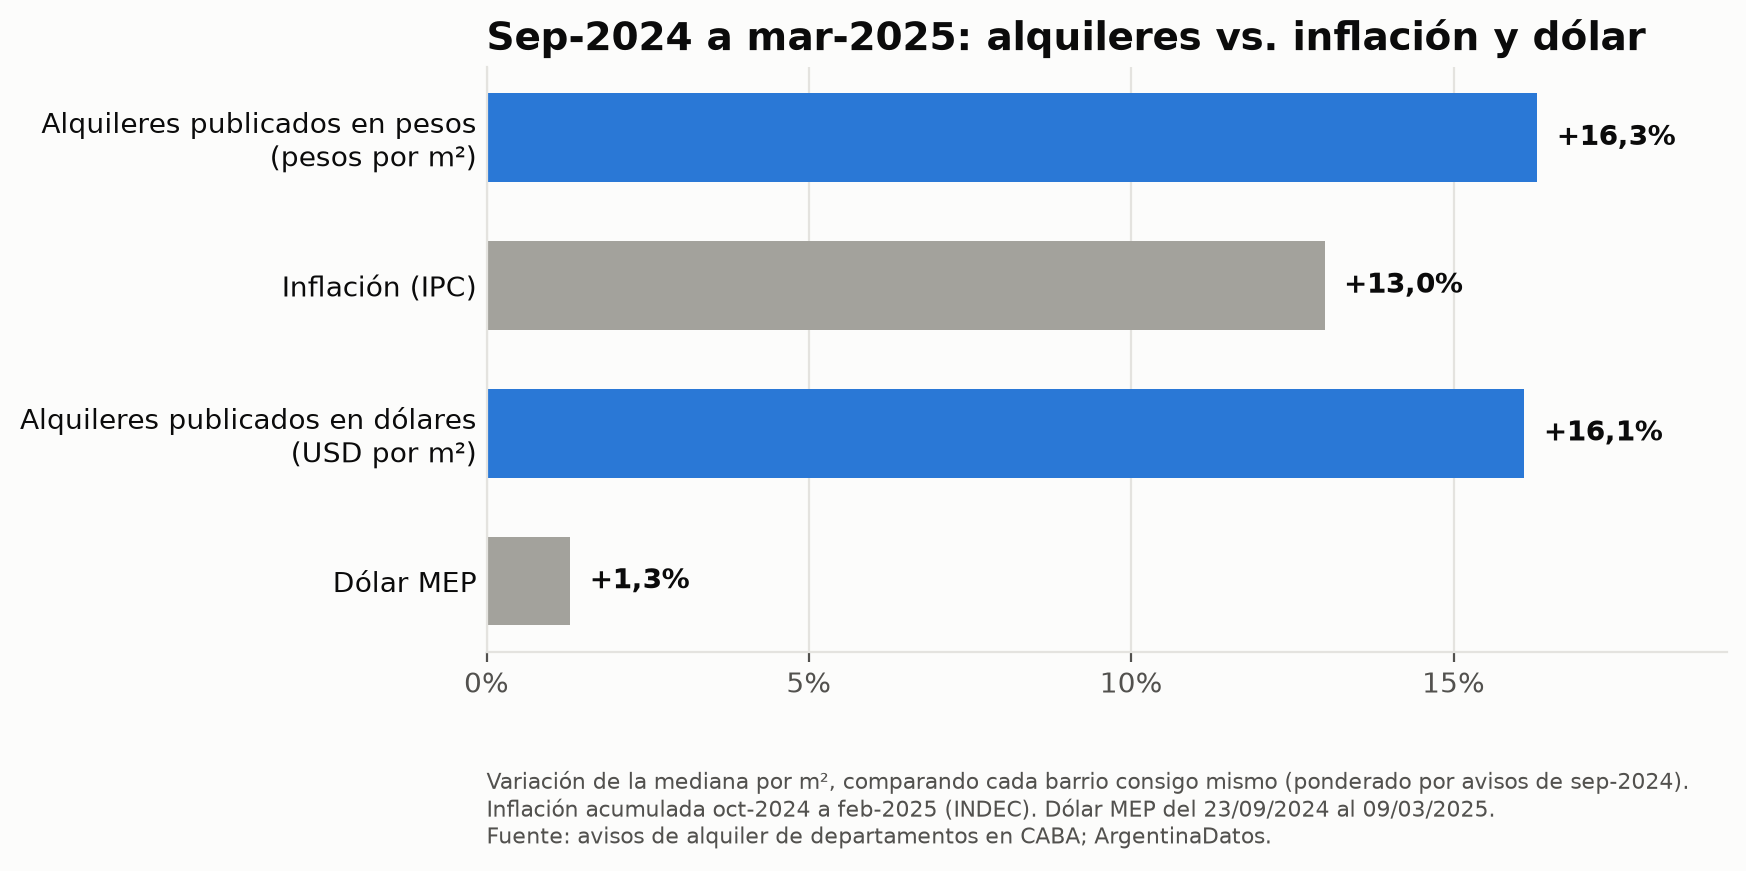 Sep-2024 a mar-2025: alquileres vs. inflación y dólar
Alquileres publicados en pesos
(pesos por m²)
+16,3%
Inflación (IPC)
+13,0%
Alquileres publicados en dólares
(USD por m²)
+16,1%
Dólar MEP
+1,3%
0%
5%
10%
15%
Variación de la mediana por m², comparando cada barrio consigo mismo (ponderado por avisos de sep-2024).
Inflación acumulada oct-2024 a feb-2025 (INDEC). Dólar MEP del 23/09/2024 al 09/03/2025.
Fuente: avisos de alquiler de departamentos en CABA; ArgentinaDatos.